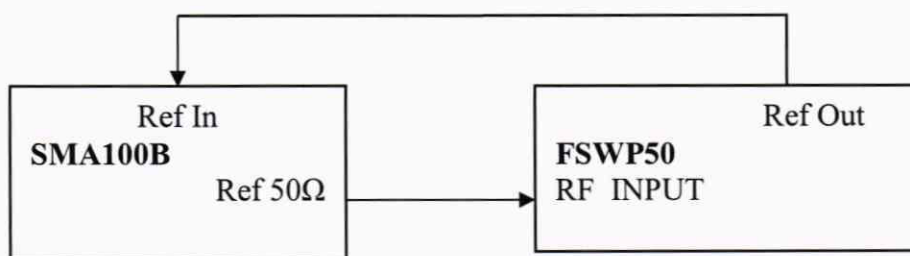 Ref In
SMA100B
Ref 50Ω
Ref Out
FSWP50
RF INPUT